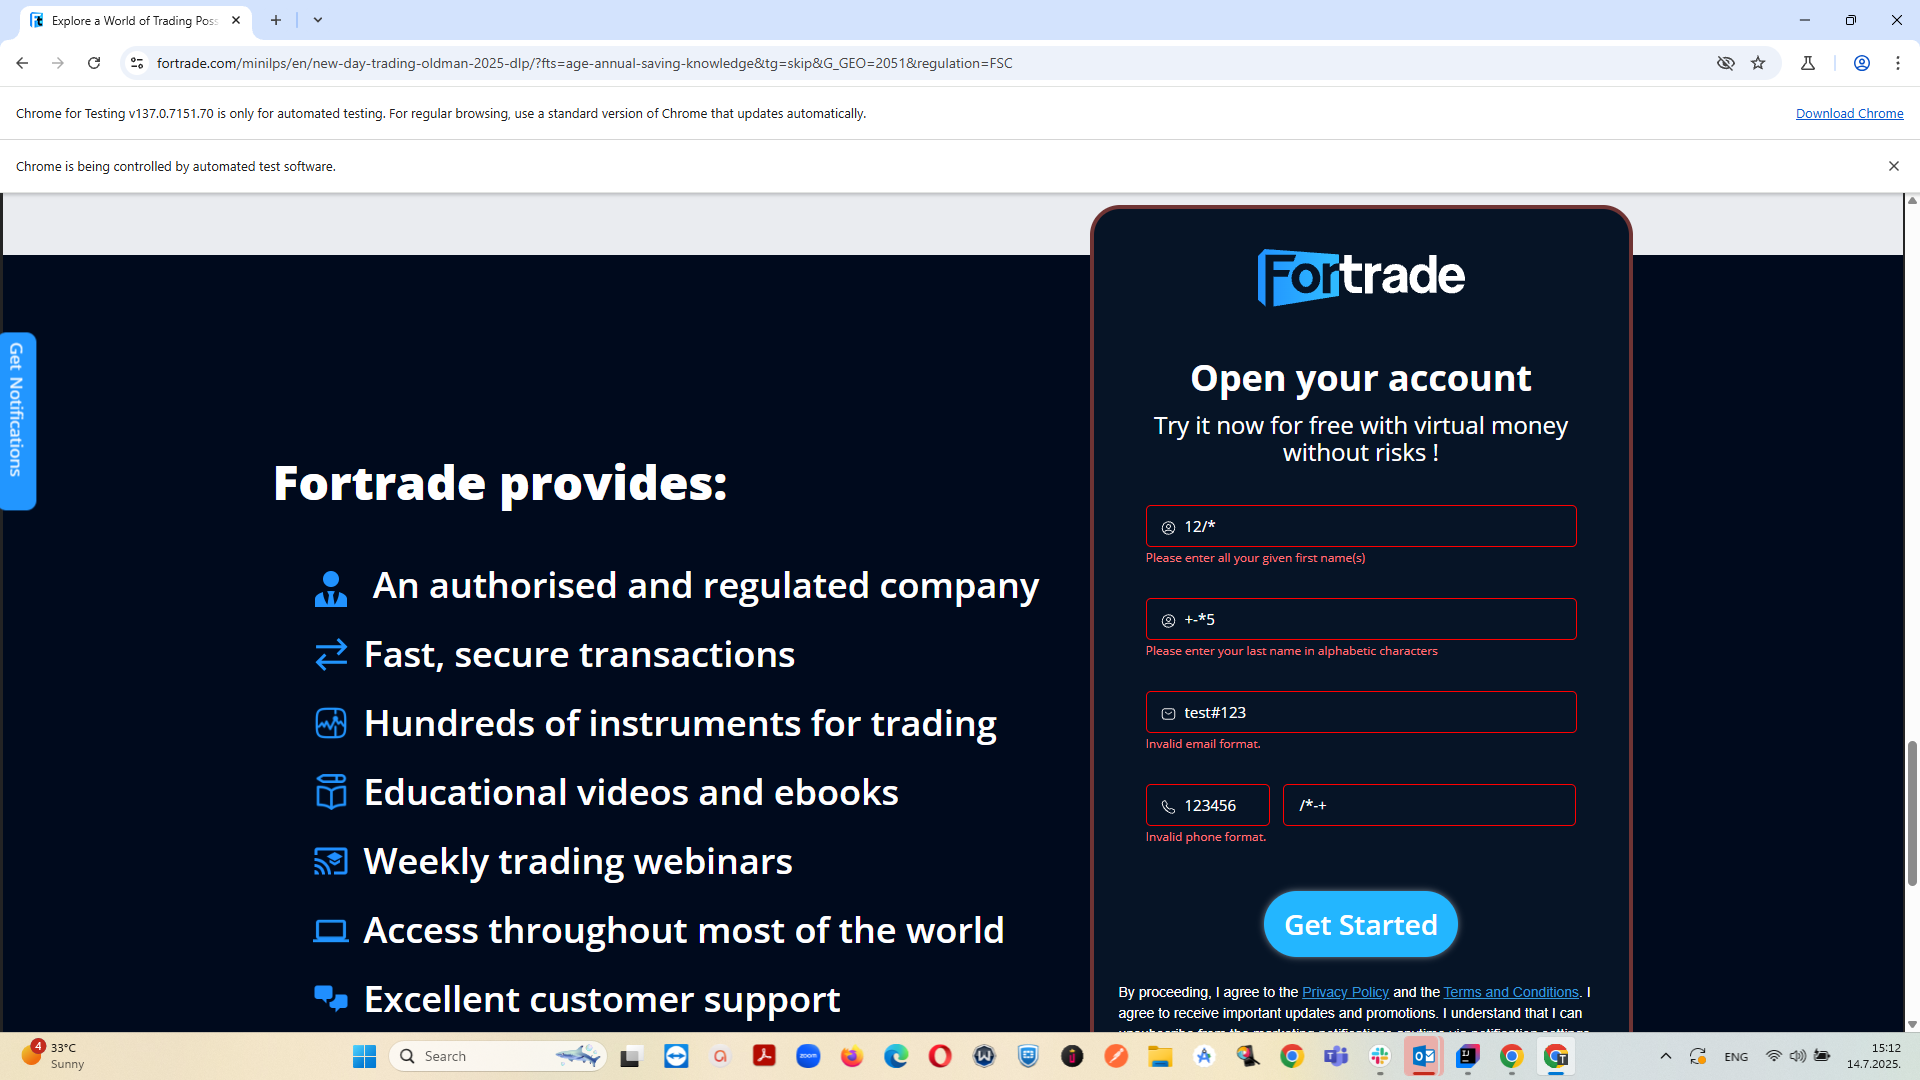 Explore a World of Trading Poss
fortrade.com/minilps/en/new-day-trading-oldman-2025-dlp/?fts=age-annual-saving-knowledge&tg=skip&G_GEO=2051&regulation=FSC
Chrome for Testing v137.0.7151.70 is only for automated testing. For regular browsing, use a standard version of Chrome that updates automatically.
Download Chrome
Chrome is being controlled by automated test software.
Get Notifications
Fortrade provides:
An authorised and regulated company
Fast, secure transactions
Hundreds of instruments for trading
Educational videos and ebooks
Weekly trading webinars
Access throughout most of the world
Excellent customer support
Fortrade
Open your account
Try it now for free with virtual money
without risks !
12/*
Please enter all your given first name(s)
+-*5
Please enter your last name in alphabetic characters
test#123
Invalid email format.
123456
/*-+
Invalid phone format.
Get Started
By proceeding, I agree to the Privacy Policy and the Terms and Conditions. I
agree to receive important updates and promotions. I understand that I can
4
33°C
Sunny
Search
zoom
ENG
15:12
14.7.2025.